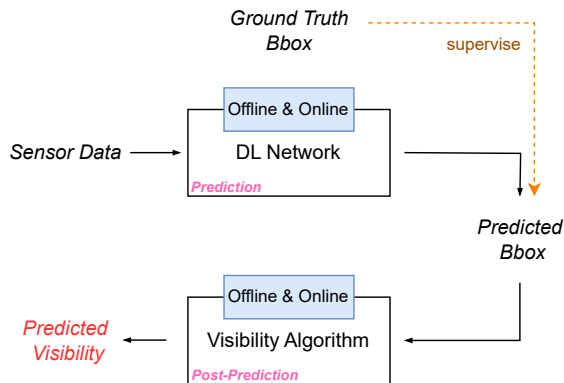 Ground Truth
Bbox
supervise
Offline & Online
Sensor Data
DL Network
Prediction
Predicted
Bbox
Offline & Online
Predicted
Visibility
Visibility Algorithm
Post-Prediction